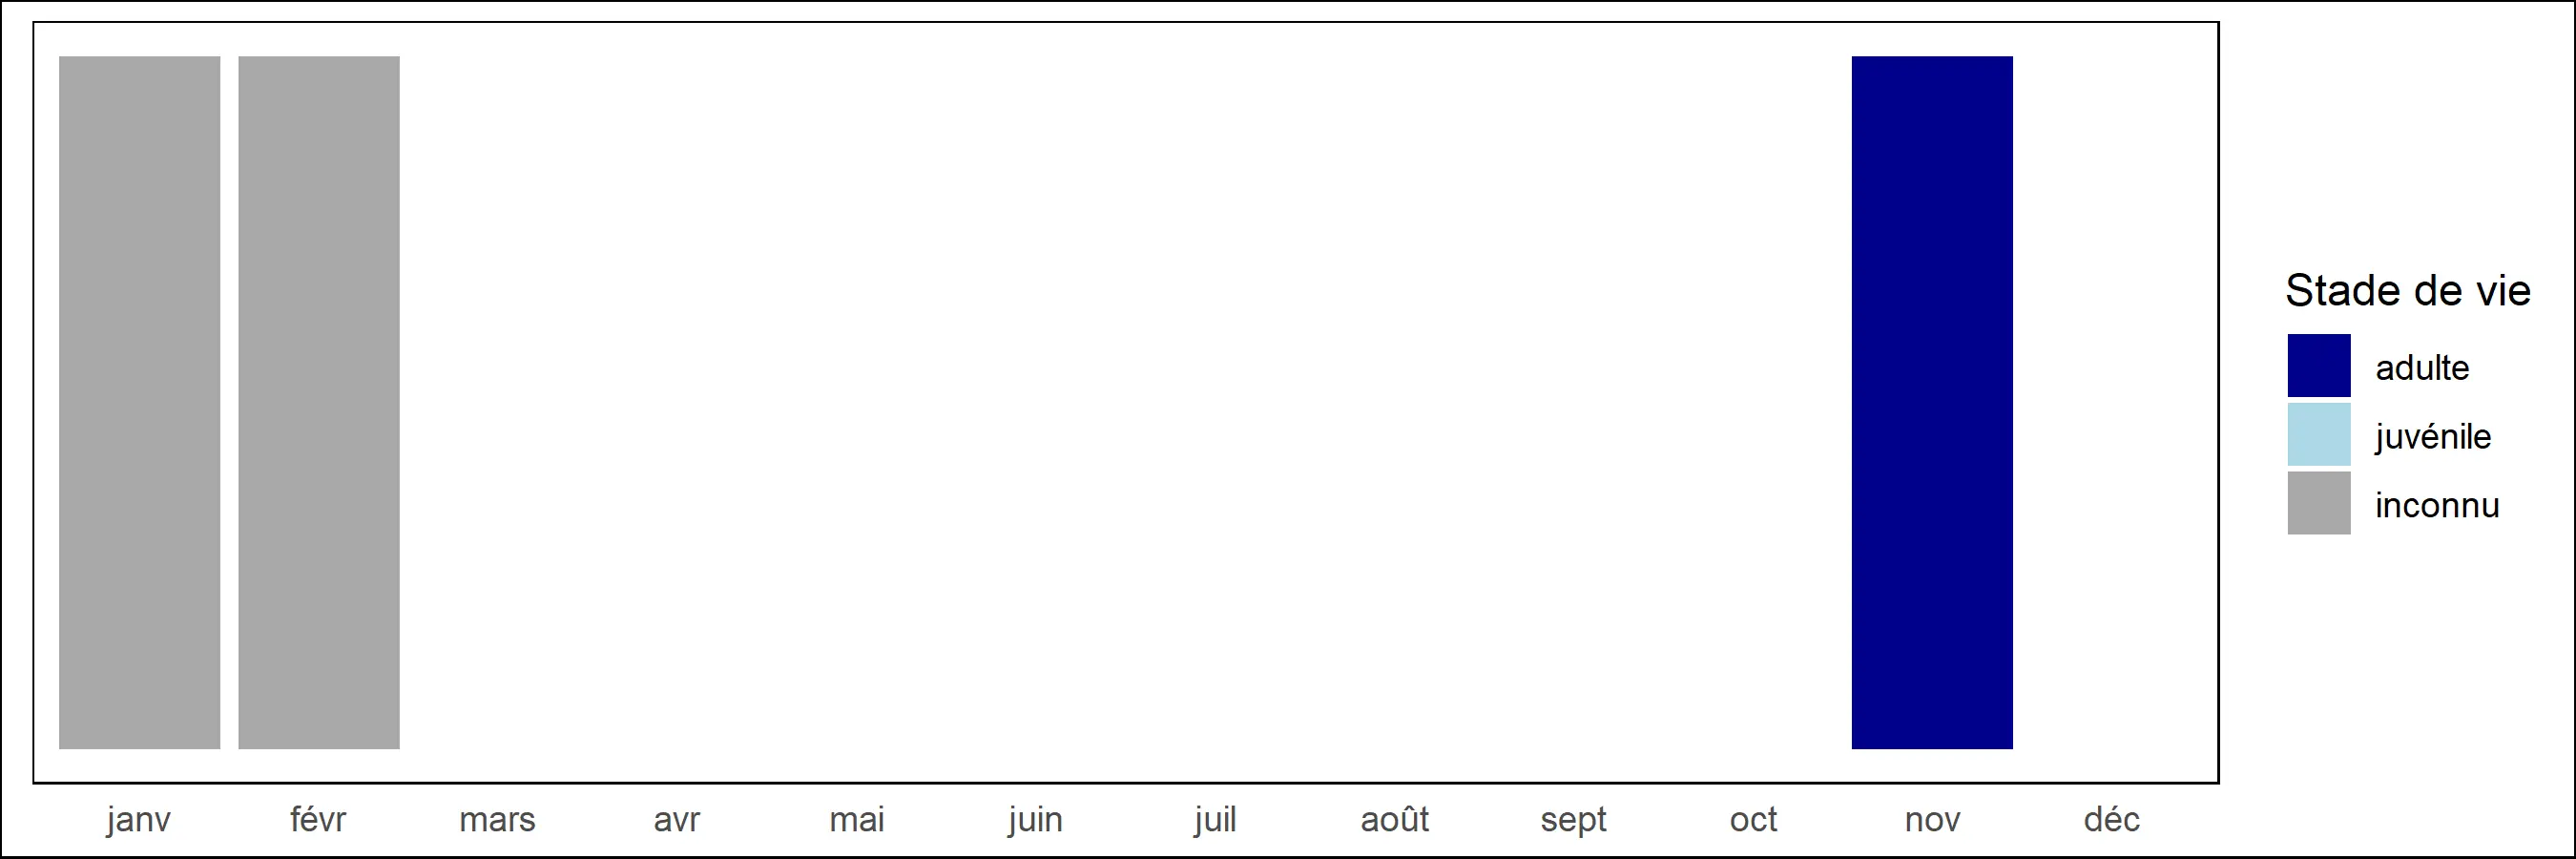 Stade de vie
adulte
juvénile
inconnu
janv févr mars avr mai juin juil août sept oct nov déc